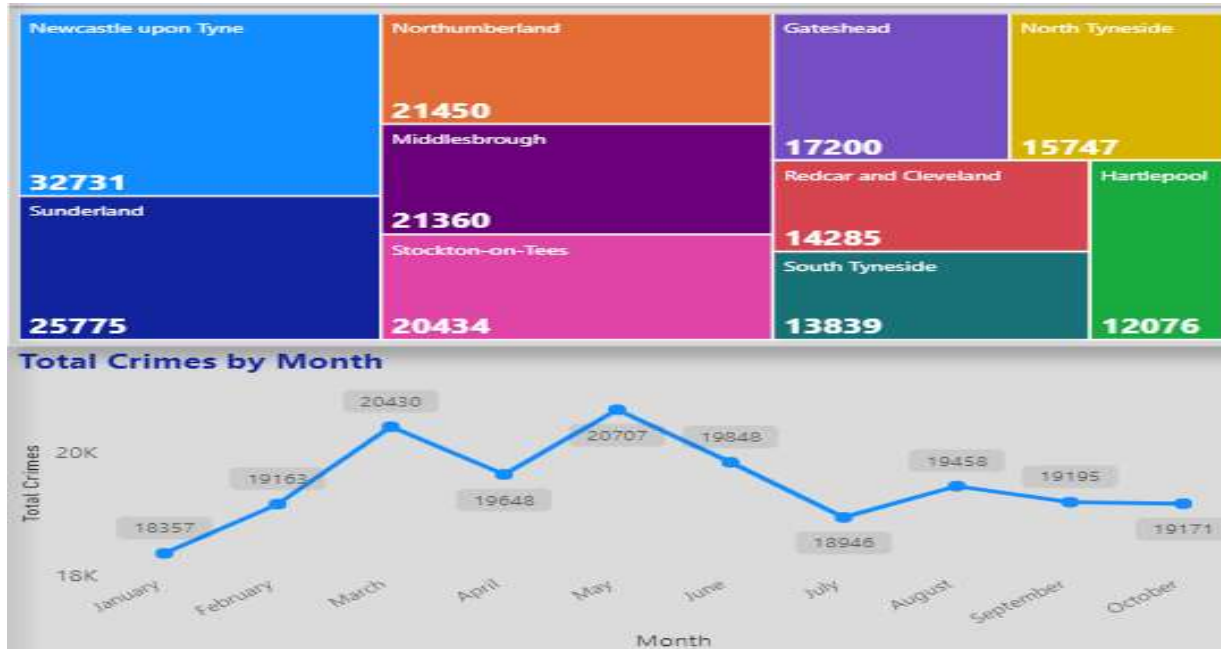 Newcastle upon Tyne
32731
Sunderland
25775
Northumberland
21450
Middlesbrough
21360
Stockton-on-Tees
20434
Gateshead
17200
North Tyneside
15747
Redcar and Cleveland
14285
South Tyneside
13839
Hartlepool
12076
Total Crimes by Month
Total Crimes
20K
18K
18357
19163
20430
19648
20707
19848
18946
19458
19195
19171
January
February
March
April
May
June
July
August
September
October
Month